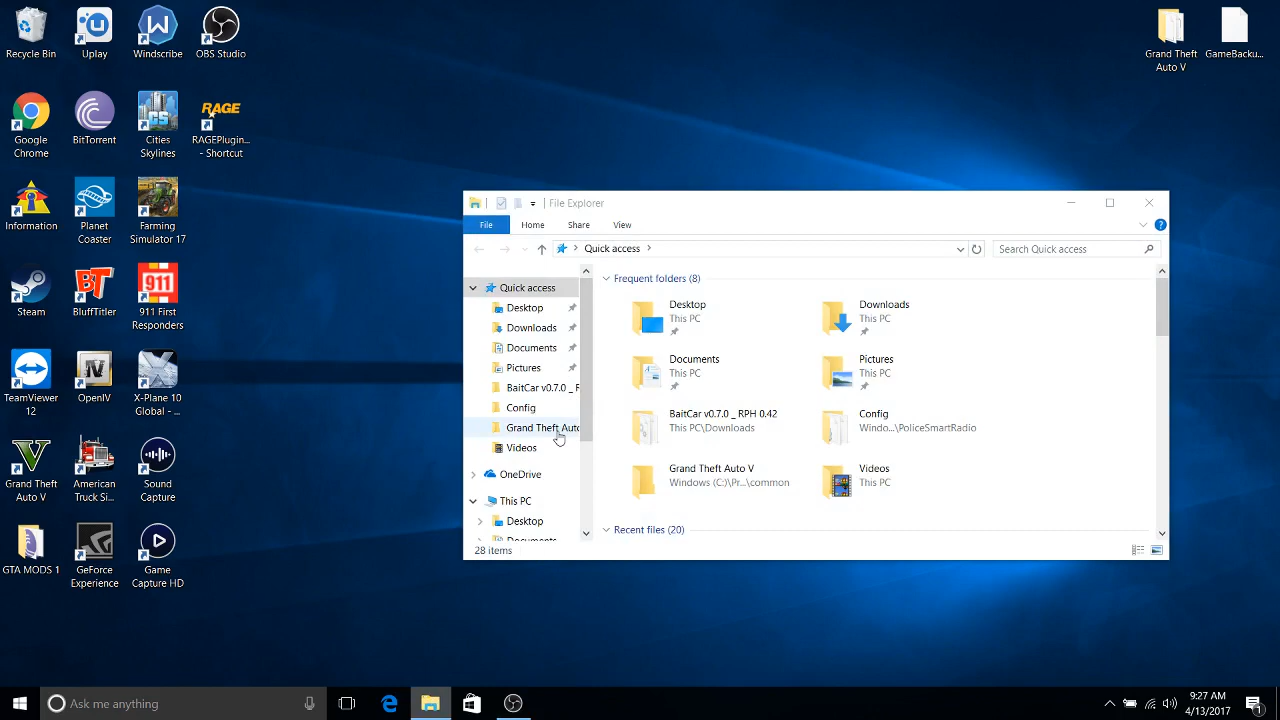 Recycle Bin
Uplay
Windscribe
OBS Studio
Google
Chrome
BitTorrent
CS
Cities
Skylines
RAGE
RAGEPlugin...
- Shortcut
Information
Planet
Coaster
Farming
Simulator 17
Steam
BT
BluffTitler
911
911 First
Responders
TeamViewer
12
IV
OpenIV
X-Plane 10
Global - ...
Grand Theft
Auto V
American
Truck Si...
Sound
Capture
GTA MODS 1
GeForce
Experience
Game
Capture HD
Grand Theft
Auto V
GameBacku...
File Explorer
File
Home
Share
View
Quick access
Search Quick access
Quick access
Desktop
Downloads
Documents
Pictures
BaitCar v0.7.0 _ R
Config
Grand Theft Auto
Videos
OneDrive
This PC
Desktop
Documents
Frequent folders (8)
Desktop
This PC
Downloads
This PC
Documents
This PC
Pictures
This PC
BaitCar v0.7.0 _ RPH 0.42
This PC\Downloads
Config
Windo...\PoliceSmartRadio
Grand Theft Auto V
Windows (C:)\Pr...\common
Videos
This PC
Recent files (20)
28 items
Ask me anything
9:27 AM
4/13/2017
1